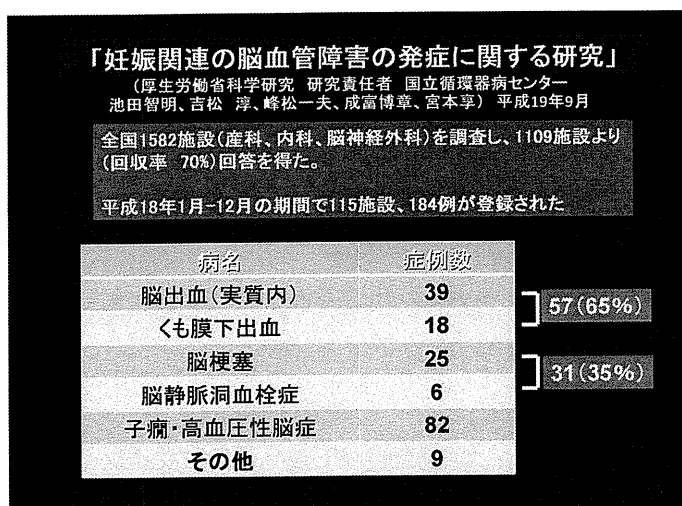 「妊娠関連の脳血管障害の発症に関する研究」
(厚生労働省科学研究 研究責任者 国立循環器病センター
池田智明、吉松 淳、峰松一夫、成冨博章、宮本享) 平成19年9月
全国1582施設(産科、内科、脳神経外科)を調査し、1109施設より
(回収率 70%)回答を得た。
平成18年1月-12月の期間で115施設、184例が登録された
病名 症例数
脳出血(実質内) 39
くも膜下出血 18
57(65%)
脳梗塞 25
脳静脈洞血栓症 6
31(35%)
子癇・高血圧性脳症 82
その他 9